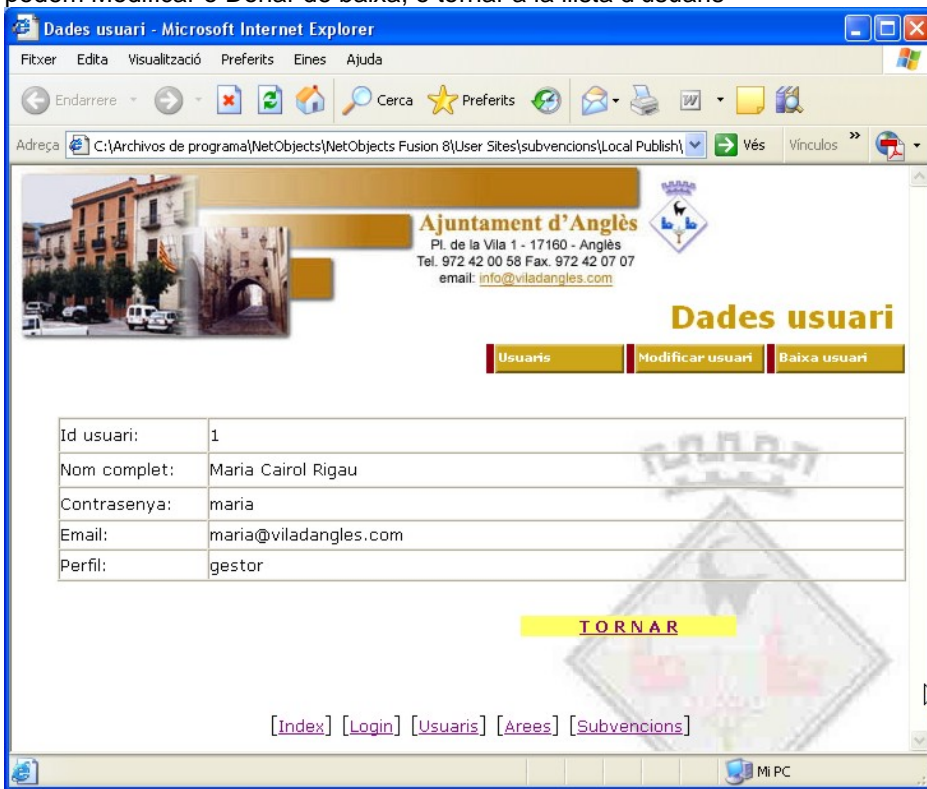 podem Modificar o Donar de baixa, o tornar a la llista d'usuaris
Dades usuari - Microsoft Internet Explorer
Fitxer Edita Visualització Preferits Eines Ajuda
Endarrere Cerca Preferits
Adreça C:\Archivos de programa\NetObjects\NetObjects Fusion 8\User Sites\subvencions\Local Publish\ Vés Vínculos »
Ajuntament d'Anglès
Pl. de la Vila 1 - 17160 - Anglès
Tel. 972 42 00 58 Fax. 972 42 07 07
email: info@viladangles.com
Dades usuari
Usuaris Modificar usuari Baixa usuari
Id usuari: 1
Nom complet: Maria Cairol Rigau
Contrasenya: maria
Email: maria@viladangles.com
Perfil: gestor
T O R N A R
[Index] [Login] [Usuaris] [Arees] [Subvencions]
Mi PC